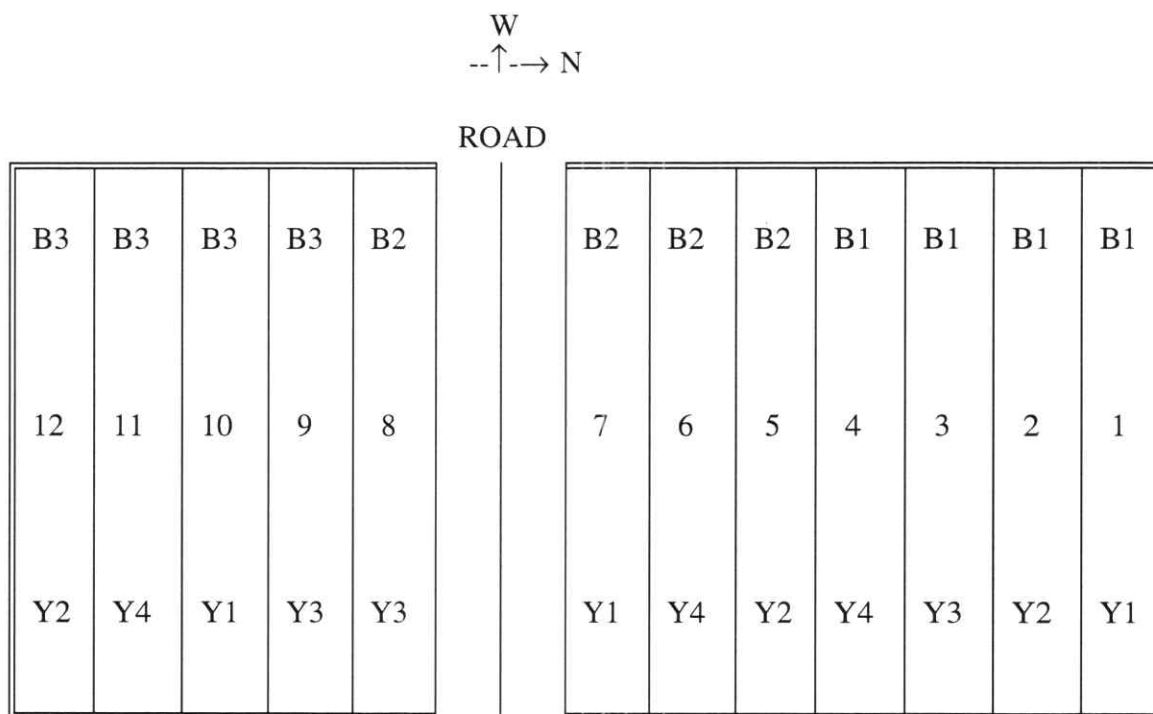 W
--↑-→ N
ROAD
B3 B3 B3 B3 B2 B2 B2 B2 B1 B1 B1 B1
12 11 10 9 8 7 6 5 4 3 2 1
Y2 Y4 Y1 Y3 Y3 Y1 Y4 Y2 Y4 Y3 Y2 Y1